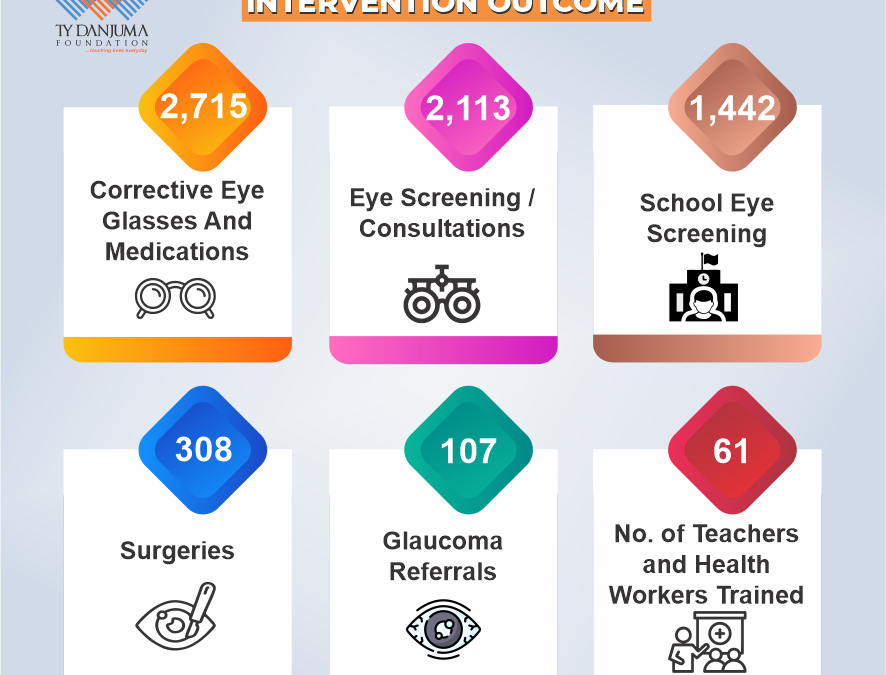 INTERVENTION OUTCOME
TY DANJUMA
FOUNDATION
...touching lives everyday
2,715
Corrective Eye
Glasses And
Medications
2,113
Eye Screening /
Consultations
1,442
School Eye
Screening
308
Surgeries
107
Glaucoma
Referrals
61
No. of Teachers
and Health
Workers Trained